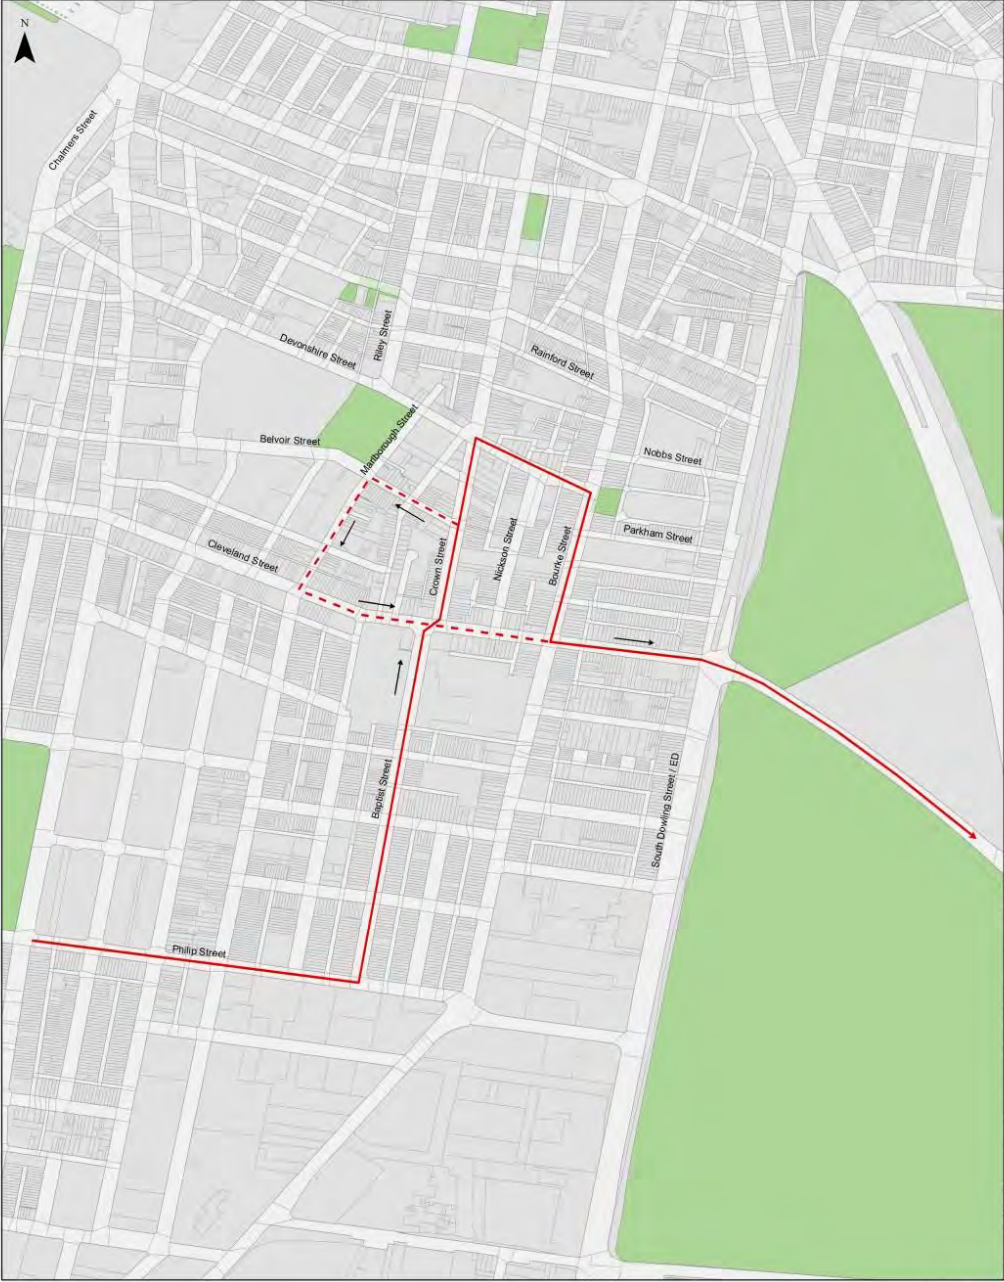 N
Chalmers Street
Devonshire Street
Riley Street
Rainford Street
Marlborough Street
Belvoir Street
Nobbs Street
Nickson Street
Parkham Street
Bourke Street
Crown Street
Cleveland Street
Baptist Street
South Dowling Street / ED
Philip Street